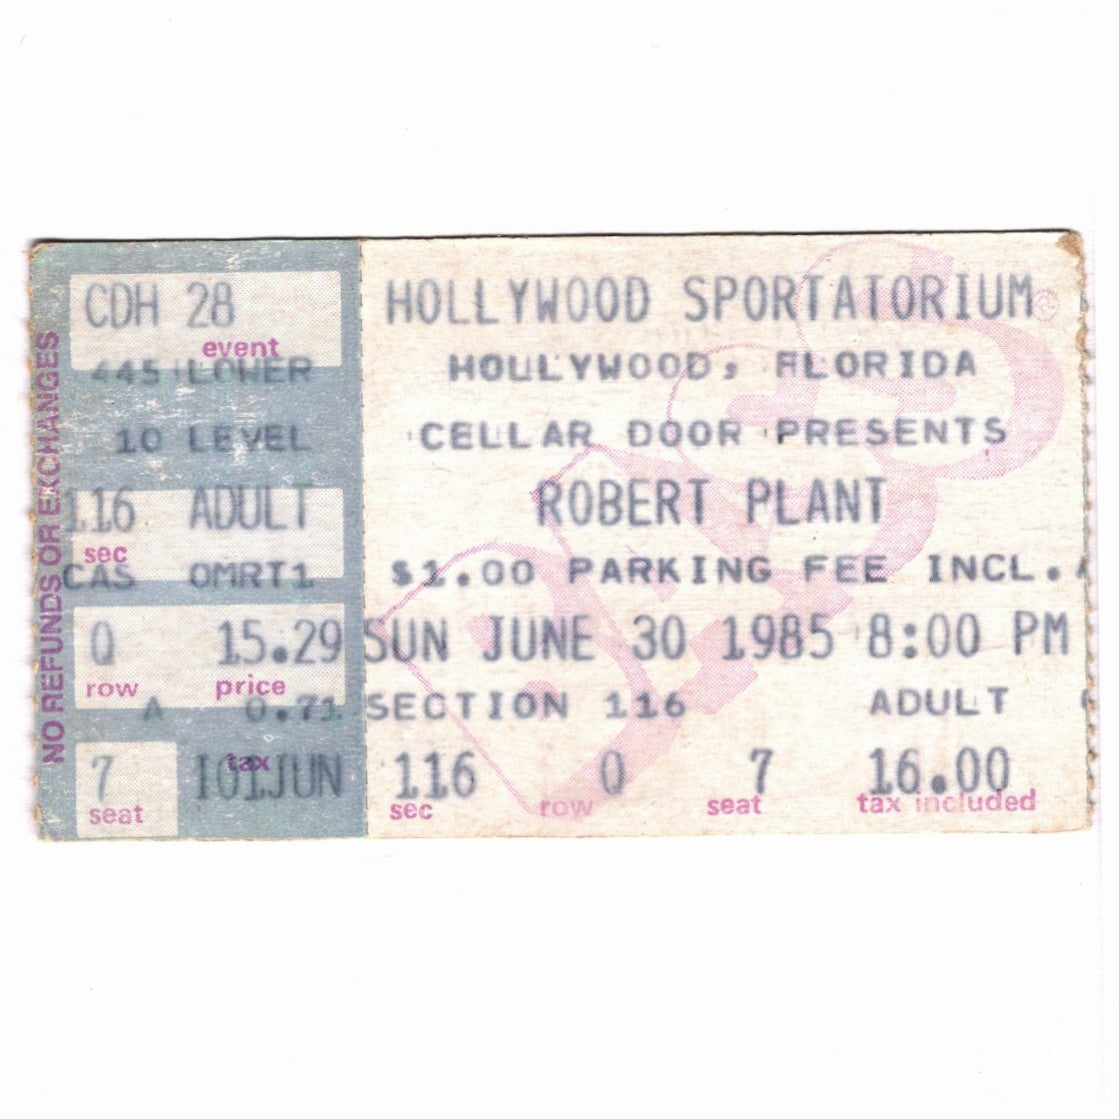 NO REFUNDS OR EXCHANGES
CDH 28
event
445 LOWER
10 LEVEL
116 ADULT
sec
CAS OMRT1
Q 15.29
row price
A 0.71
tax
7 I01JUN
seat
HOLLYWOOD SPORTATORIUM ®
HOLLYWOOD, FLORIDA
CELLAR DOOR PRESENTS
ROBERT PLANT
$1.00 PARKING FEE INCL.
SUN JUNE 30 1985 8:00 PM
SECTION 116 ADULT
116 Q 7 16.00
sec row seat tax included